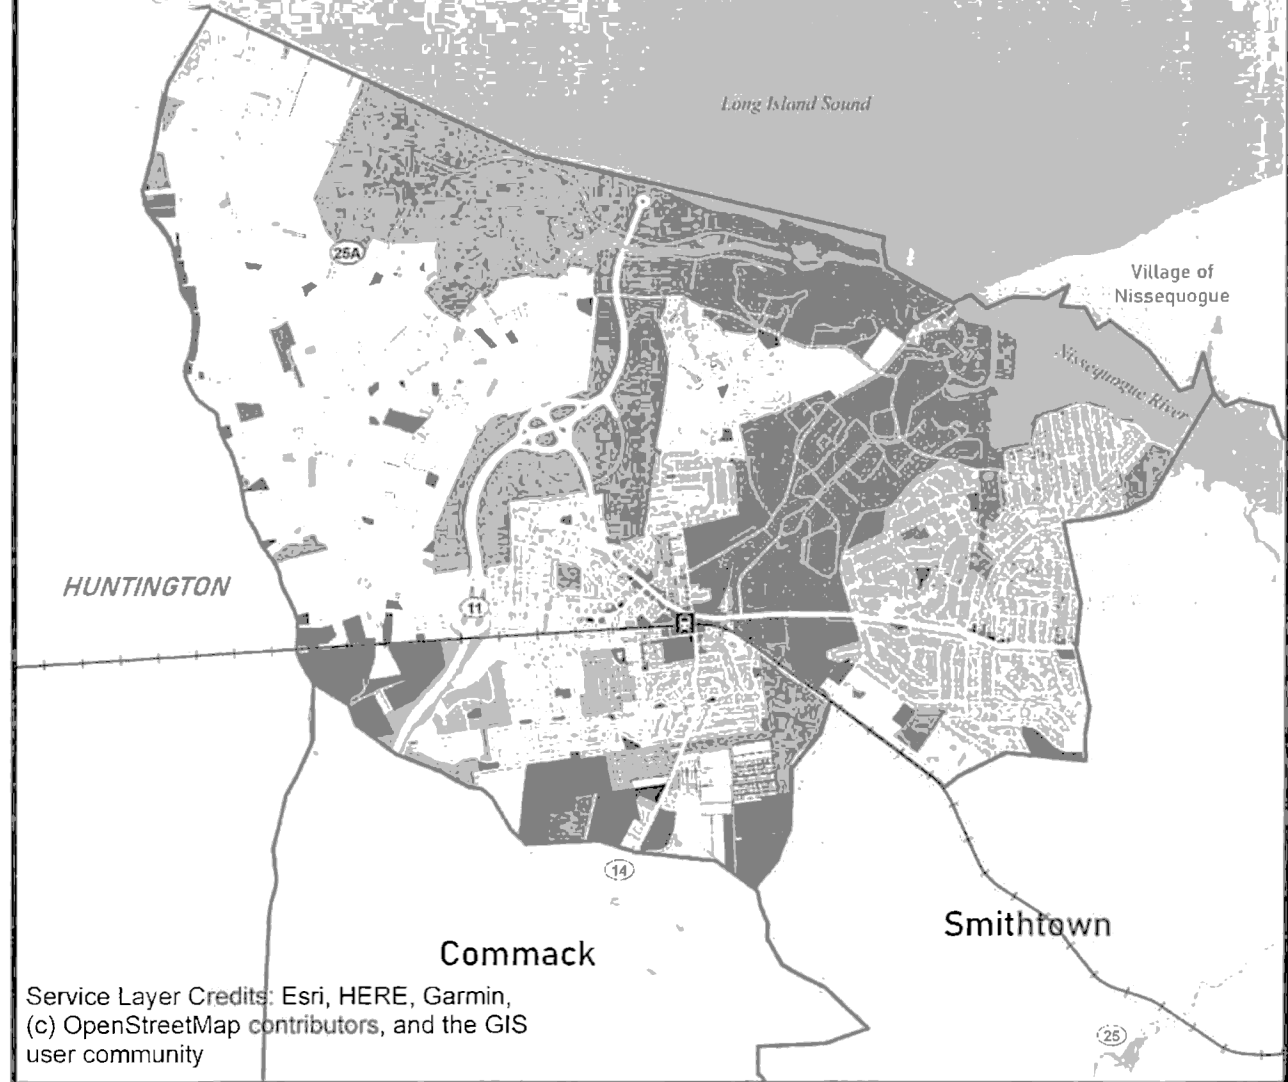 Long Island Sound
Village of
Nissequogue
25A
Nissequogue River
HUNTINGTON
11
14
Smithtown
Commack
Service Layer Credits: Esri, HERE, Garmin,
(c) OpenStreetMap contributors, and the GIS
user community
25